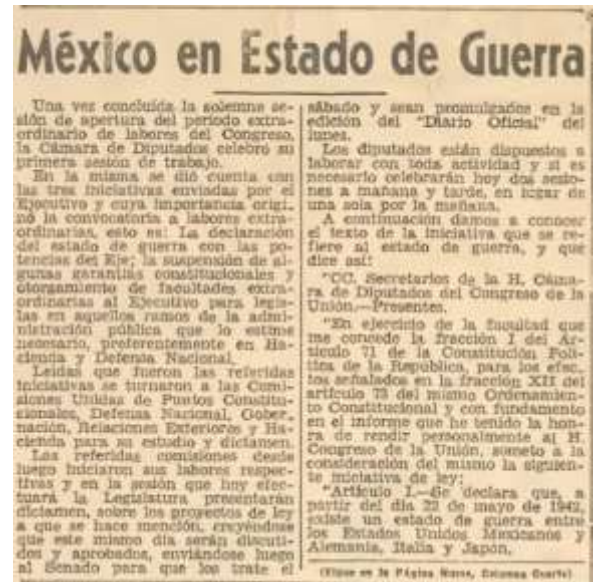 México en Estado de Guerra
Una vez concluída la solemne se-
sión de apertura del periodo extra-
ordinario de labores del Congreso,
la Cámara de Diputados celebró su
primera sesión de trabajo.
En la misma se dió cuenta con
las tres iniciativas enviadas por el
Ejecutivo y cuya importancia origi-
nó la convocatoria a labores extra-
ordinarias, esto es: La declaración
del estado de guerra con las po-
tencias del Eje; la suspensión de al-
gunas garantías constitucionales y
otorgamiento de facultades extra-
ordinarias al Ejecutivo para legis-
lar en aquellos ramos de la admi-
nistración pública que lo estime
necesario, preferentemente en Ha-
cienda y Defensa Nacional.
Leídas que fueron las referidas
iniciativas se turnaron a las Comi-
siones Unidas de Puntos Constitu-
cionales, Defensa Nacional, Gober-
nación, Relaciones Exteriores y Ha-
cienda para su estudio y dictamen.
Las referidas comisiones desde
luego iniciaron sus labores respec-
tivas y en la sesión que hoy efec-
tuará la Legislatura presentarán
dictamen, sobre los proyectos de ley
a que se hace mención, creyéndose
que este mismo día serán discuti-
dos y aprobados, enviándose luego
al Senado para que los trate el
sábado y sean promulgados en la
edición del "Diario Oficial" del
lunes.
Los diputados están dispuestos a
laborar con toda actividad y si es
necesario celebrarán hoy dos sesio-
nes a mañana y tarde, en lugar de
una sola por la mañana.
A continuación damos a conocer
el texto de la iniciativa que se re-
fiere al estado de guerra, y que
dice así:
"CC. Secretarios de la H. Cáma-
ra de Diputados del Congreso de la
Unión.—Presentes.
"En ejercicio de la facultad que
me concede la fracción I del Ar-
tículo 71 de la Constitución Polí-
tica de la República, para los efec-
tos señalados en la fracción XII del
artículo 73 del mismo Ordenamien-
to Constitucional y con fundamento
en el informe que he tenido la hon-
ra de rendir personalmente al H.
Congreso de la Unión, someto a la
consideración del mismo la siguien-
te iniciativa de ley:
"Artículo I.—Se declara que, a
partir del día 22 de mayo de 1942,
existe un estado de guerra entre
los Estados Unidos Mexicanos y
Alemania, Italia y Japón.
(Sigue en la Página Nueve, Columna Cuarta)